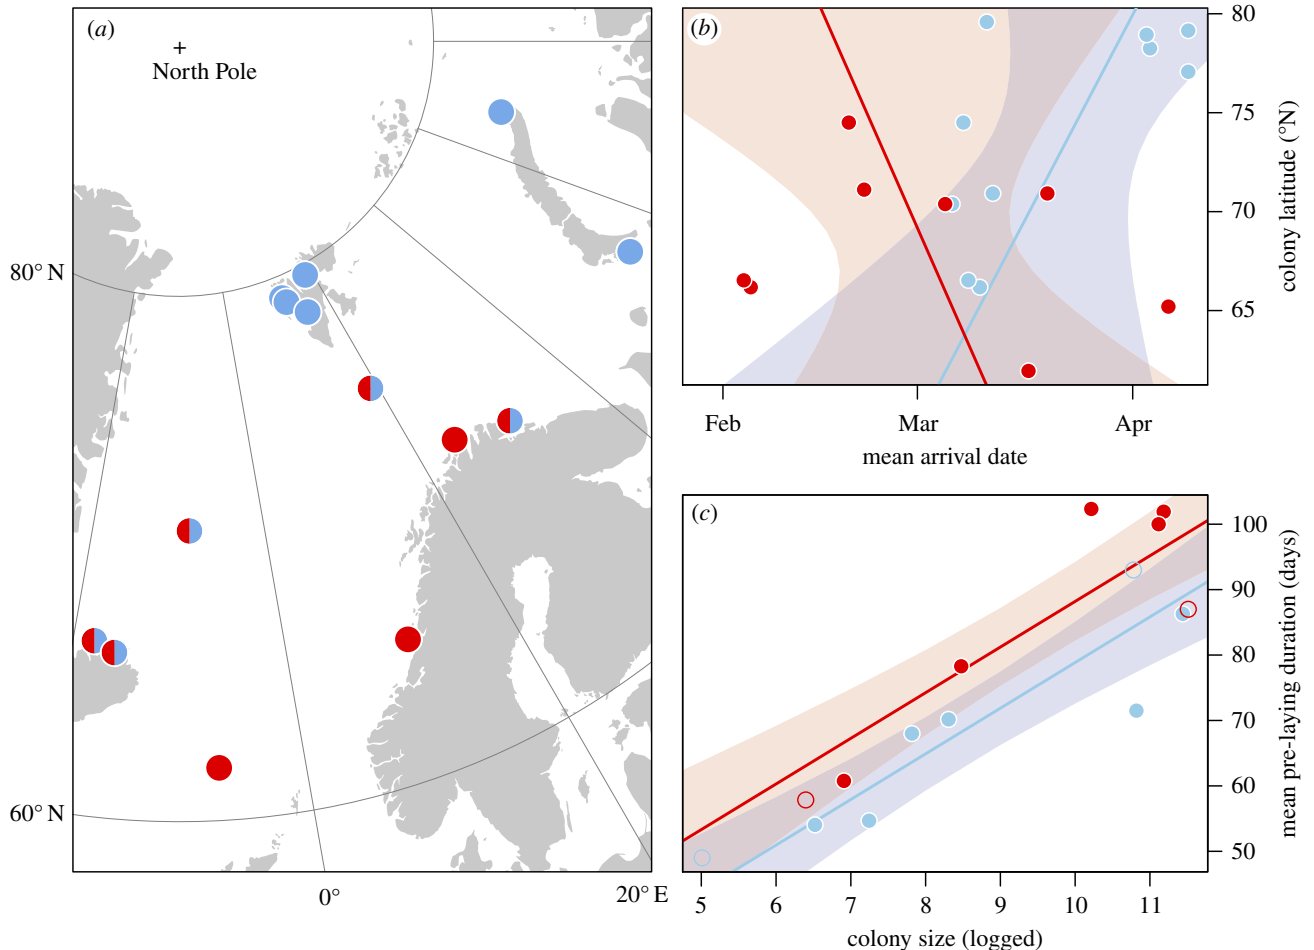 (a)
+
North Pole
80° N
60° N
0°
20° E
(b)
80
75
70
65
colony latitude (°N)
Feb
Mar
Apr
mean arrival date
(c)
100
90
80
70
60
50
mean pre-laying duration (days)
5
6
7
8
9
10
11
colony size (logged)